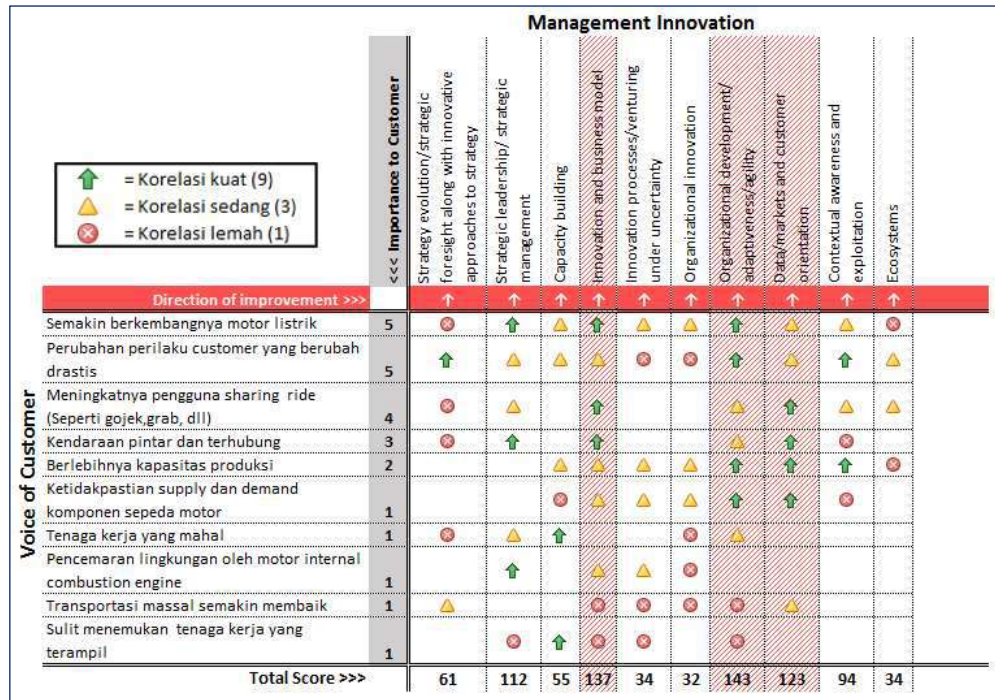 Management Innovation
<<< Importance to Customer
Strategy evolution/strategic
foresight along with innovative
approaches to strategy
Strategic leadership/ strategic
management
Capacity building
Innovation and business model
Innovation processes/venturing
under uncertainty
Organizational innovation
Organizational development/
adaptiveness/agility
Data/markets and customer
orientation
Contextual awareness and
exploitation
Ecosystems
= Korelasi kuat (9)
= Korelasi sedang (3)
= Korelasi lemah (1)
Direction of improvement >>>
Voice of Customer
Semakin berkembangnya motor listrik 5
Perubahan perilaku customer yang berubah
drastis 5
Meningkatnya pengguna sharing ride
(Seperti gojek,grab, dll) 4
Kendaraan pintar dan terhubung 3
Berlebihnya kapasitas produksi 2
Ketidakpastian supply dan demand
komponen sepeda motor 1
Tenaga kerja yang mahal 1
Pencemaran lingkungan oleh motor internal
combustion engine 1
Transportasi massal semakin membaik 1
Sulit menemukan tenaga kerja yang
terampil 1
Total Score >>> 61 112 55 137 34 32 143 123 94 34